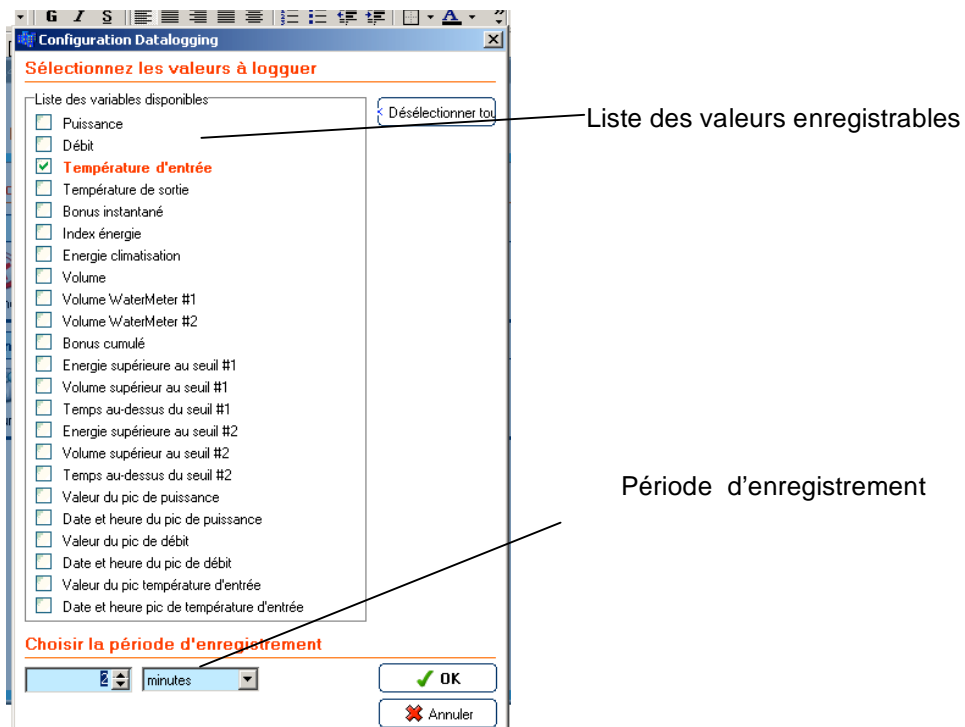 G I S
Configuration Datalogging
Sélectionnez les valeurs à logguer
Liste des variables disponibles
Désélectionner tou
Liste des valeurs enregistrables
Puissance
Débit
Température d'entrée
Température de sortie
Bonus instantané
Index énergie
Energie climatisation
Volume
Volume WaterMeter #1
Volume WaterMeter #2
Bonus cumulé
Energie supérieure au seuil #1
Volume supérieur au seuil #1
Temps au-dessus du seuil #1
Energie supérieure au seuil #2
Volume supérieur au seuil #2
Temps au-dessus du seuil #2
Valeur du pic de puissance
Date et heure du pic de puissance
Valeur du pic de débit
Date et heure du pic de débit
Valeur du pic température d'entrée
Date et heure pic de température d'entrée
Période d'enregistrement
Choisir la période d'enregistrement
2 minutes
OK
Annuler